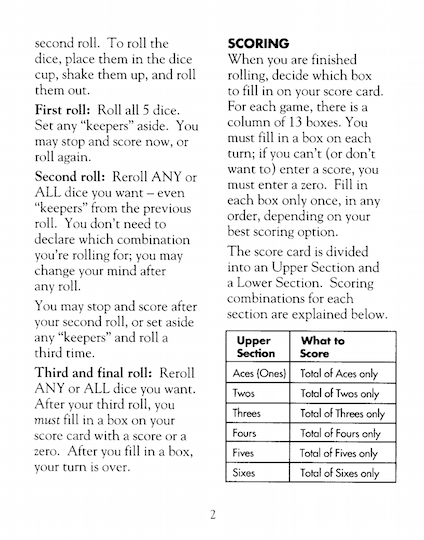 second roll. To roll the
dice, place them in the dice
cup, shake them up, and roll
them out.
First roll: Roll all 5 dice.
Set any "keepers" aside. You
may stop and score now, or
roll again.
Second roll: Reroll ANY or
ALL dice you want – even
"keepers" from the previous
roll. You don't need to
declare which combination
you're rolling for; you may
change your mind after
any roll.
You may stop and score after
your second roll, or set aside
any "keepers" and roll a
third time.
Third and final roll: Reroll
ANY or ALL dice you want.
After your third roll, you
must fill in a box on your
score card with a score or a
zero. After you fill in a box,
your turn is over.
SCORING
When you are finished
rolling, decide which box
to fill in on your score card.
For each game, there is a
column of 13 boxes. You
must fill in a box on each
turn; if you can't (or don't
want to) enter a score, you
must enter a zero. Fill in
each box only once, in any
order, depending on your
best scoring option.
The score card is divided
into an Upper Section and
a Lower Section. Scoring
combinations for each
section are explained below.
Upper Section What to Score
Aces (Ones) Total of Aces only
Twos Total of Twos only
Threes Total of Threes only
Fours Total of Fours only
Fives Total of Fives only
Sixes Total of Sixes only
2